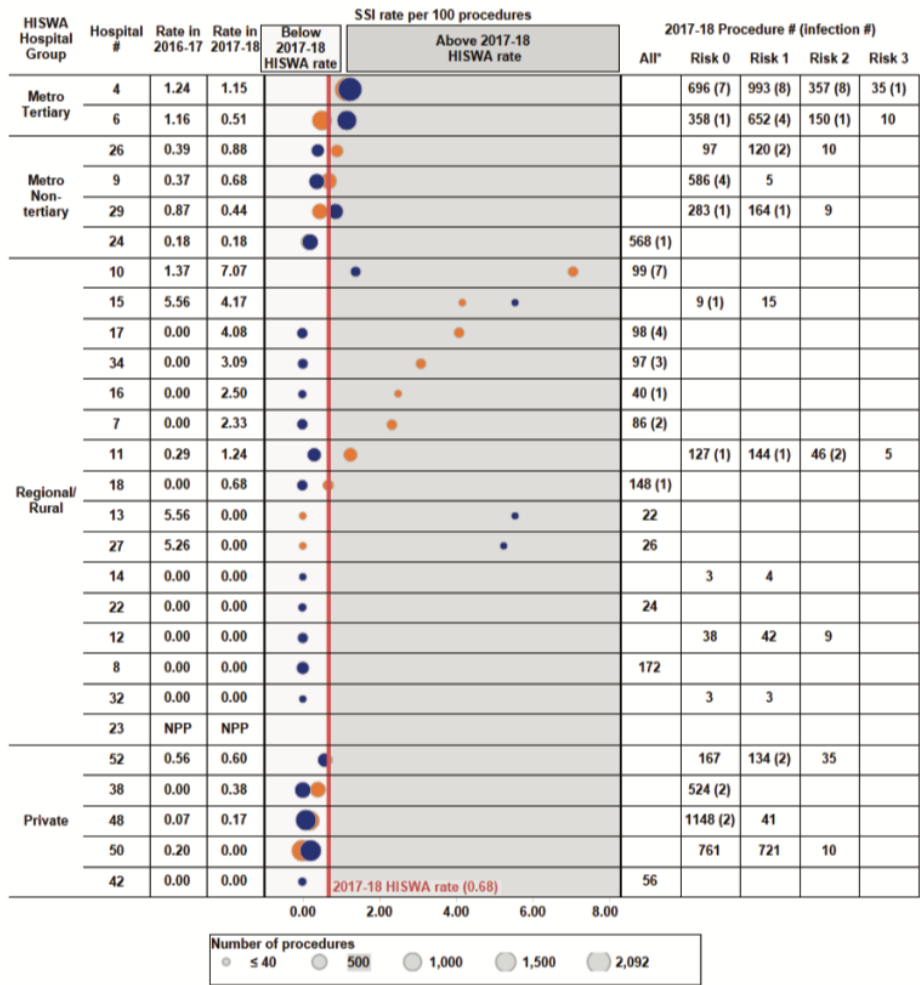 SSI rate per 100 procedures
HISWA Hospital Group Hospital # Rate in 2016-17 Rate in 2017-18 Below 2017-18 HISWA rate Above 2017-18 HISWA rate 2017-18 Procedure # (infection #)
All* Risk 0 Risk 1 Risk 2 Risk 3
Metro Tertiary
4 1.24 1.15 696 (7) 993 (8) 357 (8) 35 (1)
6 1.16 0.51 358 (1) 652 (4) 150 (1) 10
Metro Non-tertiary
26 0.39 0.88 97 120 (2) 10
9 0.37 0.68 586 (4) 5
29 0.87 0.44 283 (1) 164 (1) 9
24 0.18 0.18 568 (1)
Regional/ Rural
10 1.37 7.07 99 (7)
15 5.56 4.17 9 (1) 15
17 0.00 4.08 98 (4)
34 0.00 3.09 97 (3)
16 0.00 2.50 40 (1)
7 0.00 2.33 86 (2)
11 0.29 1.24 127 (1) 144 (1) 46 (2) 5
18 0.00 0.68 148 (1)
13 5.56 0.00 22
27 5.26 0.00 26
14 0.00 0.00 3 4
22 0.00 0.00 24
12 0.00 0.00 38 42 9
8 0.00 0.00 172
32 0.00 0.00 3 3
23 NPP NPP
Private
52 0.56 0.60 167 134 (2) 35
38 0.00 0.38 524 (2)
48 0.07 0.17 1148 (2) 41
50 0.20 0.00 761 721 10
42 0.00 0.00 56
2017-18 HISWA rate (0.68)
0.00 2.00 4.00 6.00 8.00
Number of procedures
≤ 40 500 1,000 1,500 2,092